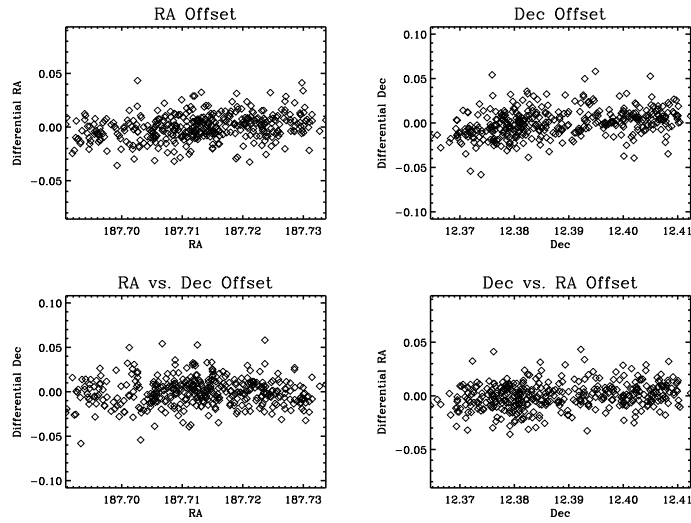 RA Offset
Differential RA
0.05
0.00
-0.05
187.70 187.71 187.72 187.73
RA
Dec Offset
Differential Dec
0.10
0.05
0.00
-0.05
-0.10
12.37 12.38 12.39 12.40 12.41
Dec
RA vs. Dec Offset
Differential Dec
0.10
0.05
0.00
-0.05
-0.10
187.70 187.71 187.72 187.73
RA
Dec vs. RA Offset
Differential RA
0.05
0.00
-0.05
12.37 12.38 12.39 12.40 12.41
Dec